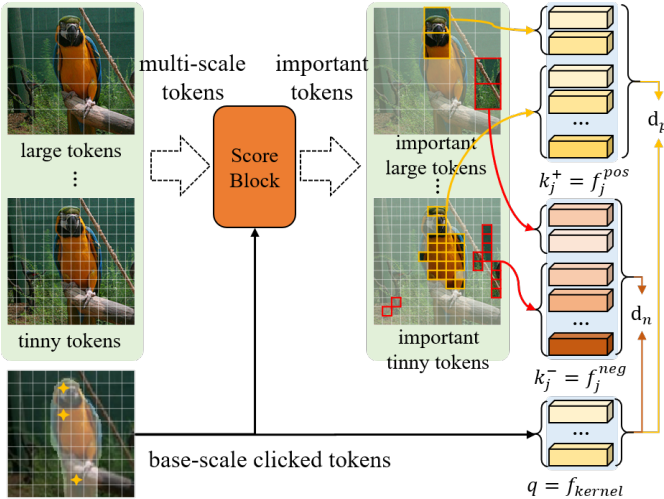 multi-scale
tokens
important
tokens
large tokens
...
Score
Block
important
large tokens
...
tinny tokens
important
tinny tokens
base-scale clicked tokens
...
k_j^+ = f_j^{pos}
...
k_j^- = f_j^{neg}
d_n
...
q = f_{kernel}